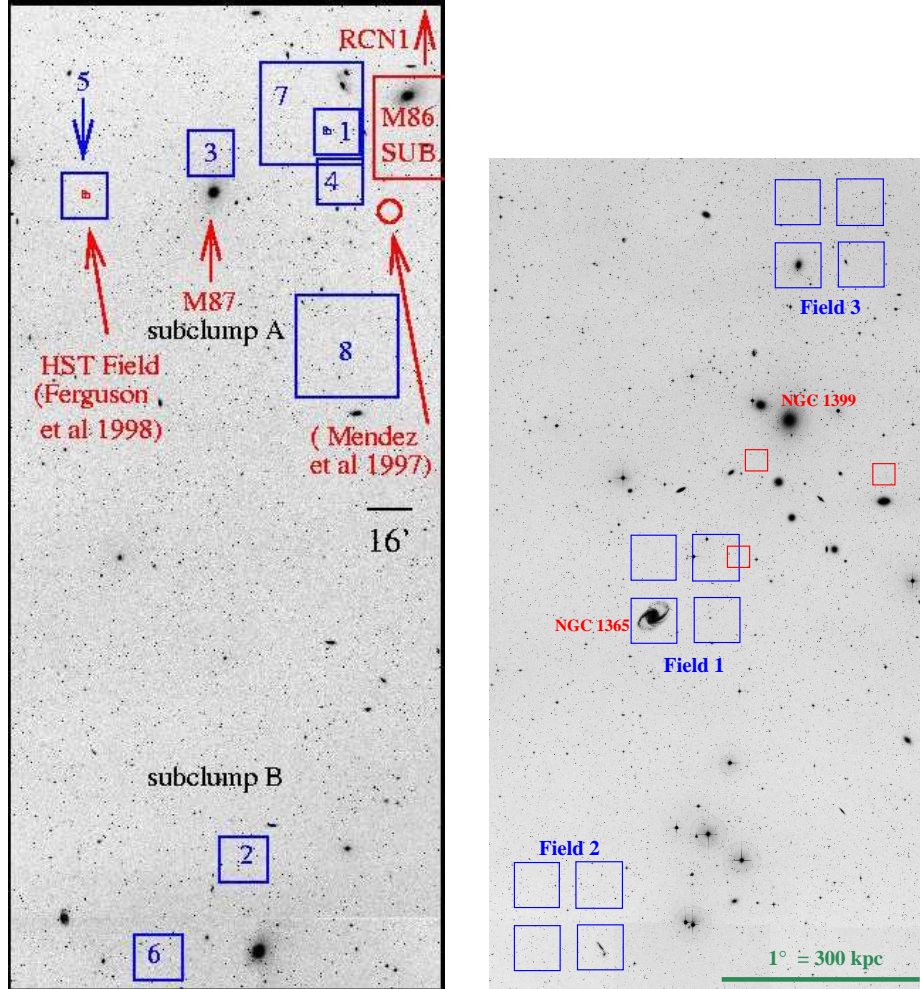 RCN1
5
7
1
M86
SUB.
3
4
M87
subclump A
8
HST Field
(Ferguson
et al 1998)
( Mendez
et al 1997)
16'
subclump B
2
6
Field 3
NGC 1399
NGC 1365
Field 1
Field 2
1° = 300 kpc